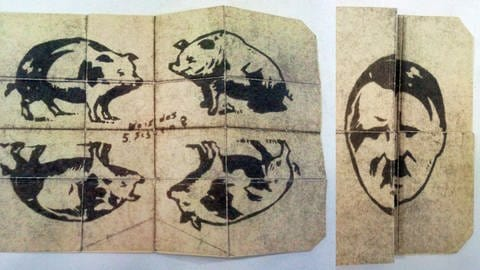 Wo ist das
5. Schwein ?